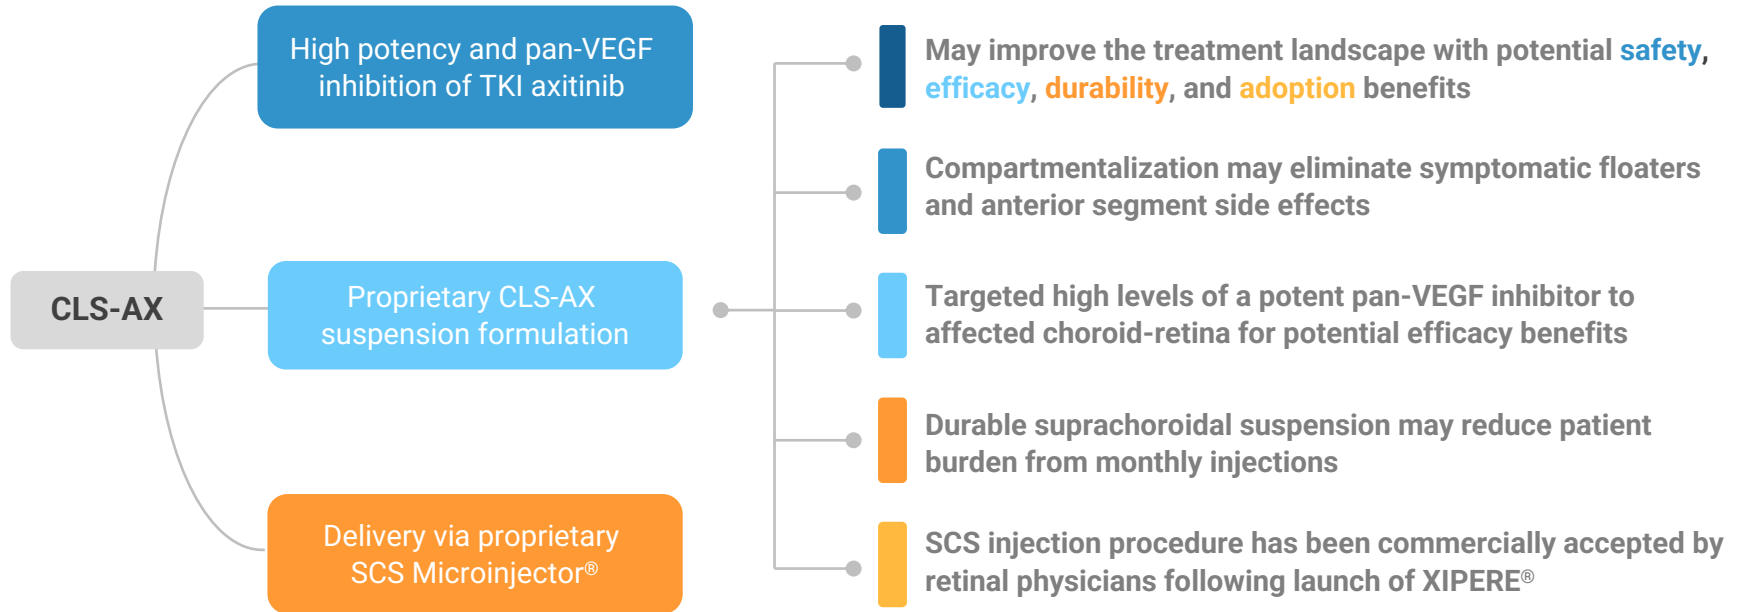 CLS-AX
High potency and pan-VEGF
inhibition of TKI axitinib
Proprietary CLS-AX
suspension formulation
Delivery via proprietary
SCS Microinjector®
May improve the treatment landscape with potential safety,
efficacy, durability, and adoption benefits
Compartmentalization may eliminate symptomatic floaters
and anterior segment side effects
Targeted high levels of a potent pan-VEGF inhibitor to
affected choroid-retina for potential efficacy benefits
Durable suprachoroidal suspension may reduce patient
burden from monthly injections
SCS injection procedure has been commercially accepted by
retinal physicians following launch of XIPERE®